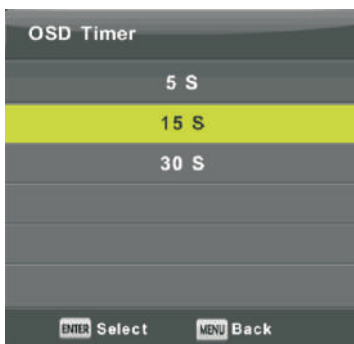 OSD Timer
5 S
15 S
30 S
ENTER Select MENU Back